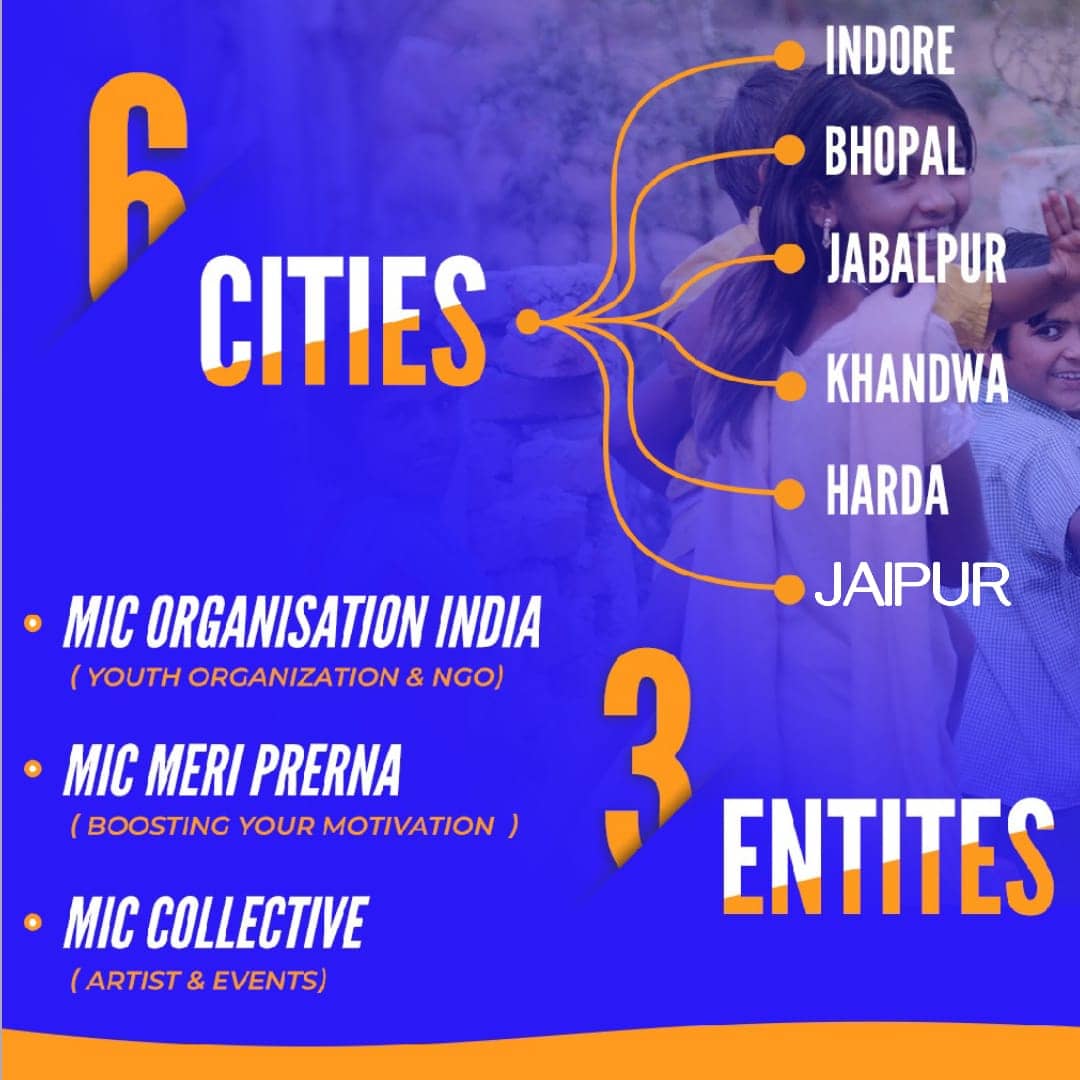 6
CITIES
INDORE
BHOPAL
JABALPUR
KHANDWA
HARDA
JAIPUR
MIC ORGANISATION INDIA
( YOUTH ORGANIZATION & NGO)
MIC MERI PRERNA
( BOOSTING YOUR MOTIVATION )
MIC COLLECTIVE
( ARTIST & EVENTS)
3
ENTITES